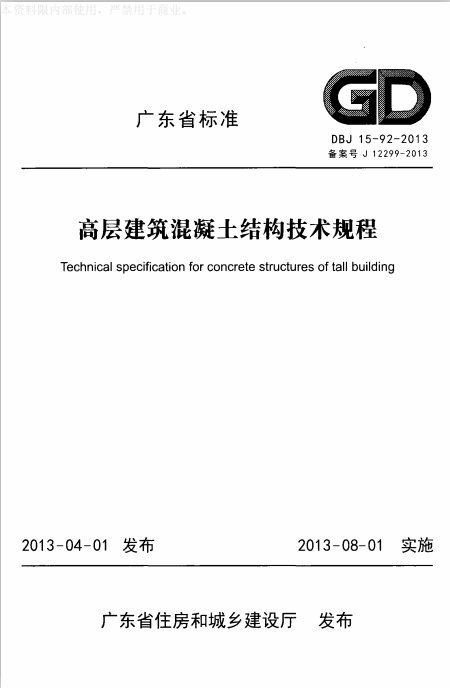 本资料限内部使用，严禁用于商业。
GD
广东省标准
DBJ 15-92-2013
备案号 J 12299-2013
高层建筑混凝土结构技术规程
Technical specification for concrete structures of tall building
2013-04-01 发布
2013-08-01 实施
广东省住房和城乡建设厅 发布